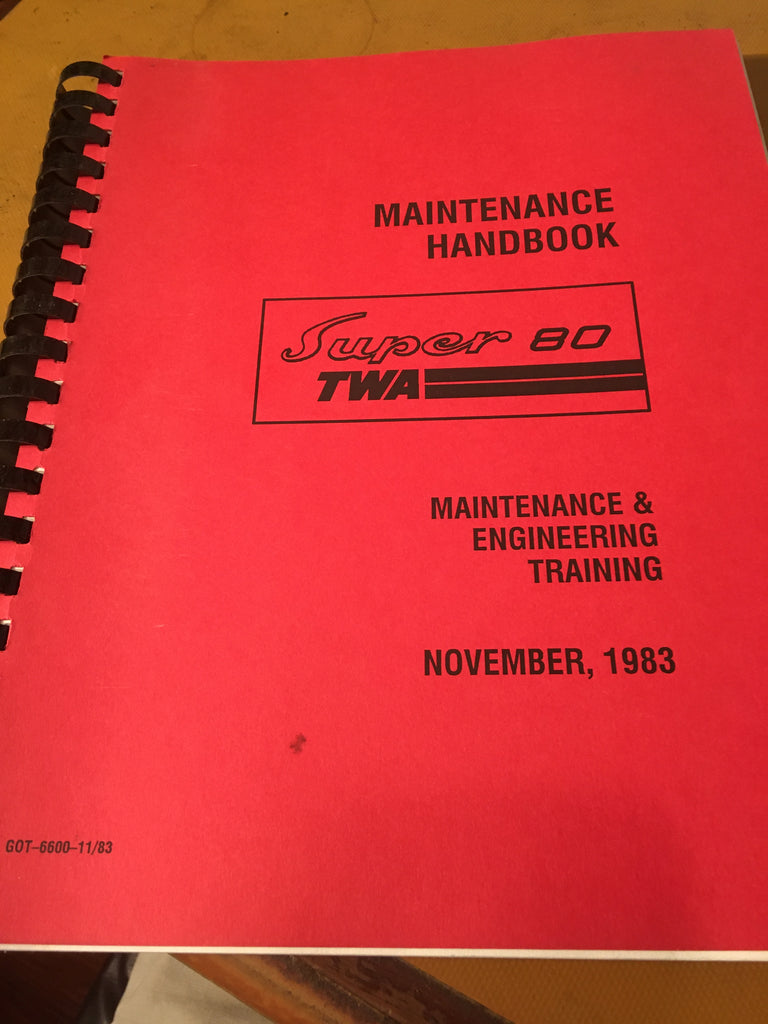 MAINTENANCE
HANDBOOK
Super 80
TWA
MAINTENANCE &
ENGINEERING
TRAINING
NOVEMBER, 1983
GOT–6600–11/83